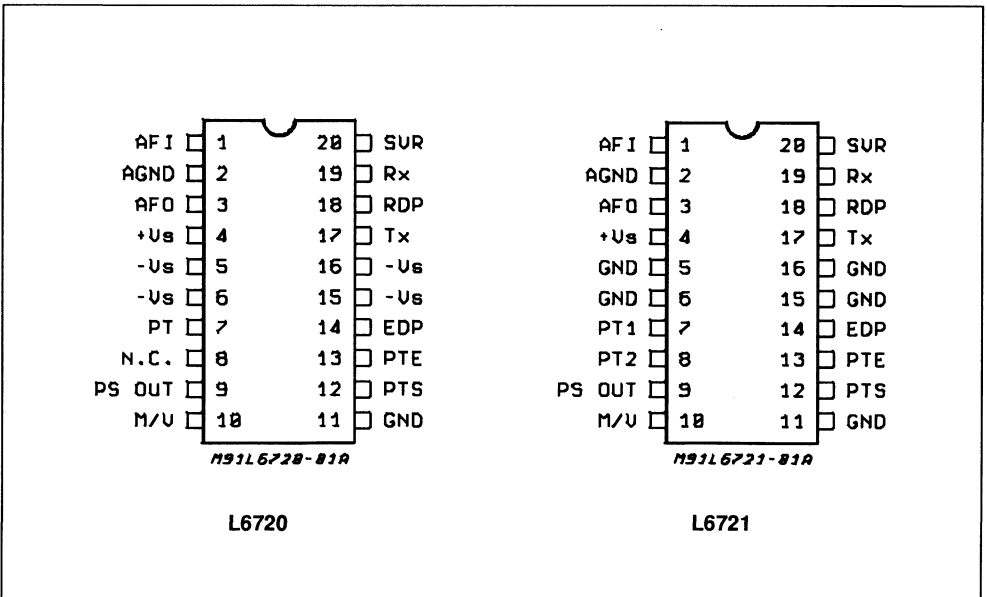 AFI 1 20 SVR
AGND 2 19 Rx
AFO 3 18 RDP
+Vs 4 17 Tx
-Vs 5 16 -Vs
-Vs 6 15 -Vs
PT 7 14 EDP
N.C. 8 13 PTE
PS OUT 9 12 PTS
M/V 10 11 GND
M91L6720-01A
L6720
AFI 1 20 SVR
AGND 2 19 Rx
AFO 3 18 RDP
+Vs 4 17 Tx
GND 5 16 GND
GND 6 15 GND
PT1 7 14 EDP
PT2 8 13 PTE
PS OUT 9 12 PTS
M/V 10 11 GND
M91L6721-01A
L6721